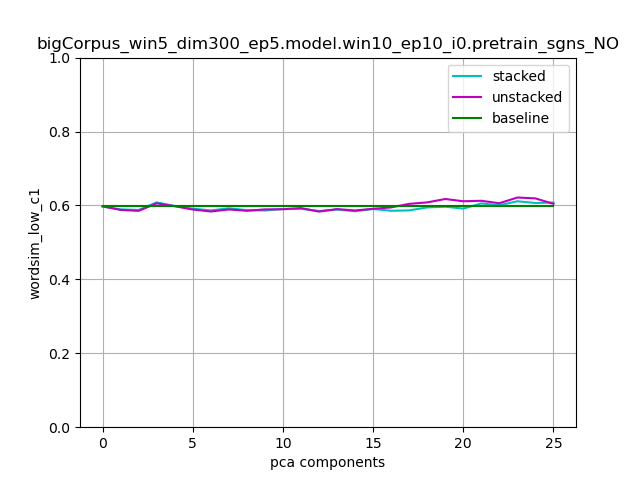 bigCorpus_win5_dim300_ep5.model.win10_ep10_i0.pretrain_sgns_NO
stacked
unstacked
baseline
1.0
0.8
0.6
0.4
0.2
0.0
wordsim_low_c1
0
5
10
15
20
25
pca components